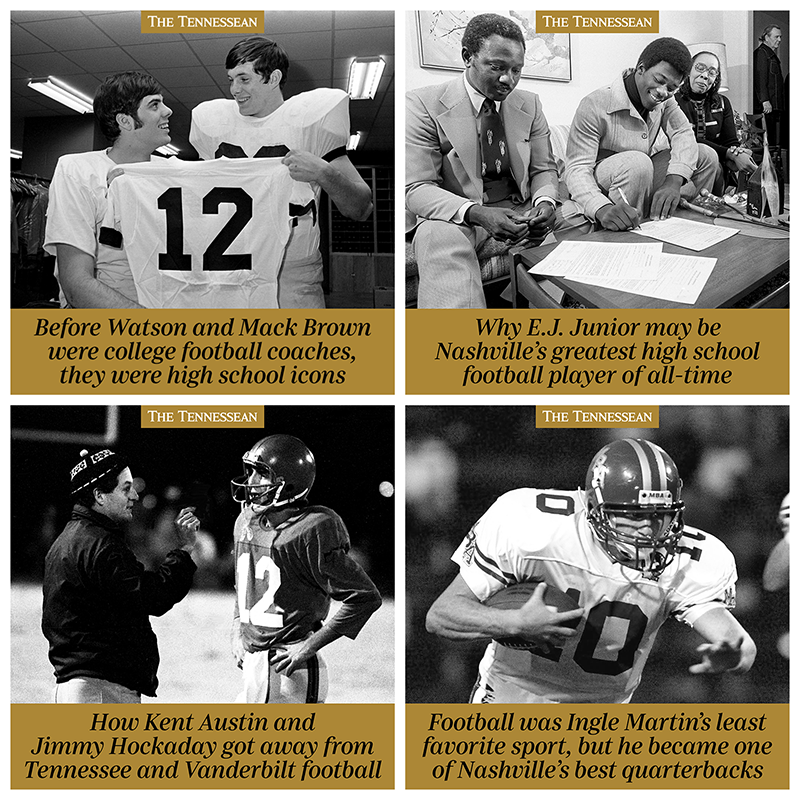 THE TENNESSEAN
12
Before Watson and Mack Brown
were college football coaches,
they were high school icons
THE TENNESSEAN
Why E.J. Junior may be
Nashville's greatest high school
football player of all-time
THE TENNESSEAN
12
How Kent Austin and
Jimmy Hockaday got away from
Tennessee and Vanderbilt football
THE TENNESSEAN
MBA
10
10
10
Football was Ingle Martin's least
favorite sport, but he became one
of Nashville's best quarterbacks